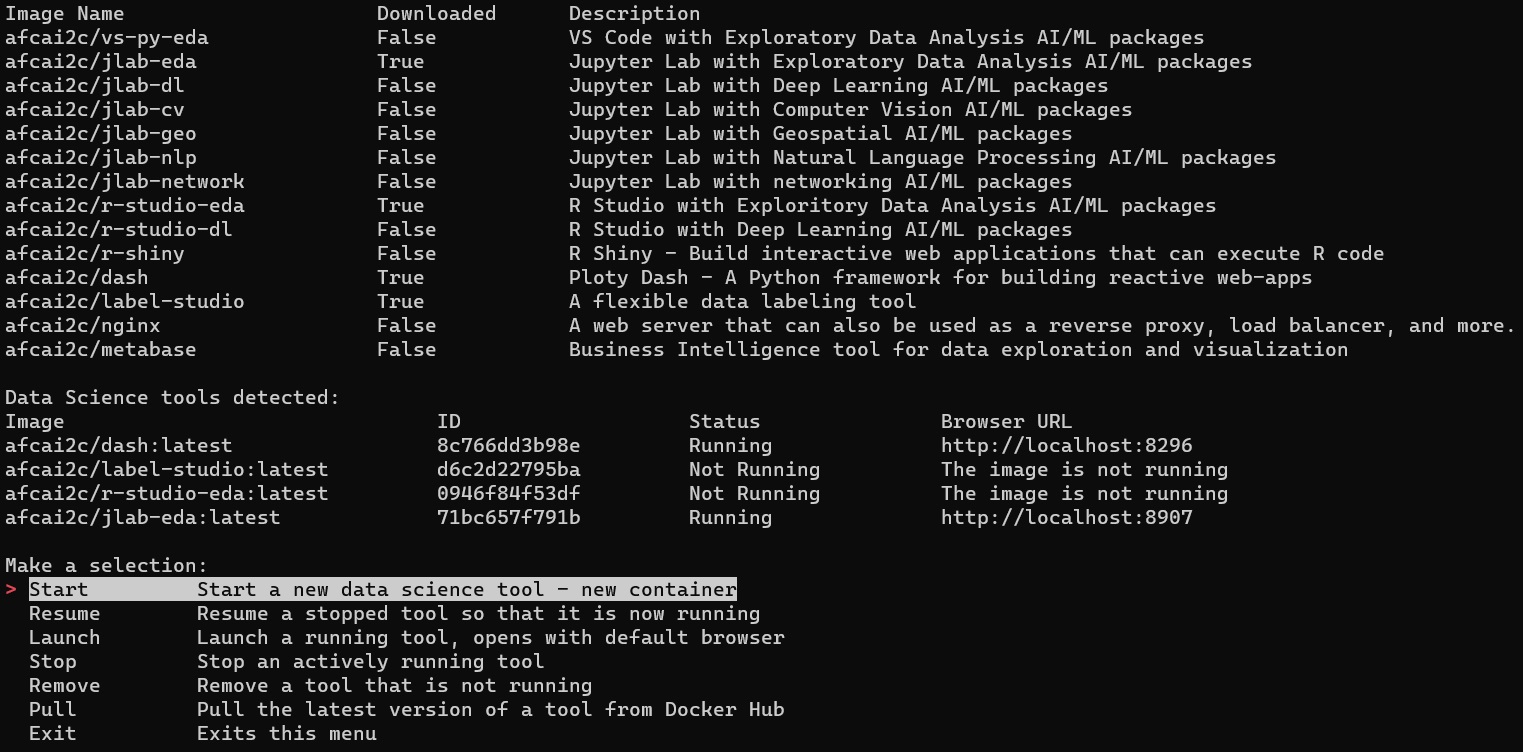 Image Name Downloaded Description
afcai2c/vs-py-eda False VS Code with Exploratory Data Analysis AI/ML packages
afcai2c/jlab-eda True Jupyter Lab with Exploratory Data Analysis AI/ML packages
afcai2c/jlab-dl False Jupyter Lab with Deep Learning AI/ML packages
afcai2c/jlab-cv False Jupyter Lab with Computer Vision AI/ML packages
afcai2c/jlab-geo False Jupyter Lab with Geospatial AI/ML packages
afcai2c/jlab-nlp False Jupyter Lab with Natural Language Processing AI/ML packages
afcai2c/jlab-network False Jupyter Lab with networking AI/ML packages
afcai2c/r-studio-eda True R Studio with Exploritory Data Analysis AI/ML packages
afcai2c/r-studio-dl False R Studio with Deep Learning AI/ML packages
afcai2c/r-shiny False R Shiny - Build interactive web applications that can execute R code
afcai2c/dash True Ploty Dash - A Python framework for building reactive web-apps
afcai2c/label-studio True A flexible data labeling tool
afcai2c/nginx False A web server that can also be used as a reverse proxy, load balancer, and more.
afcai2c/metabase False Business Intelligence tool for data exploration and visualization
Data Science tools detected:
Image ID Status Browser URL
afcai2c/dash:latest 8c766dd3b98e Running http://localhost:8296
afcai2c/label-studio:latest d6c2d22795ba Not Running The image is not running
afcai2c/r-studio-eda:latest 0946f84f53df Not Running The image is not running
afcai2c/jlab-eda:latest 71bc657f791b Running http://localhost:8907
Make a selection:
> Start Start a new data science tool - new container
Resume Resume a stopped tool so that it is now running
Launch Launch a running tool, opens with default browser
Stop Stop an actively running tool
Remove Remove a tool that is not running
Pull Pull the latest version of a tool from Docker Hub
Exit Exits this menu